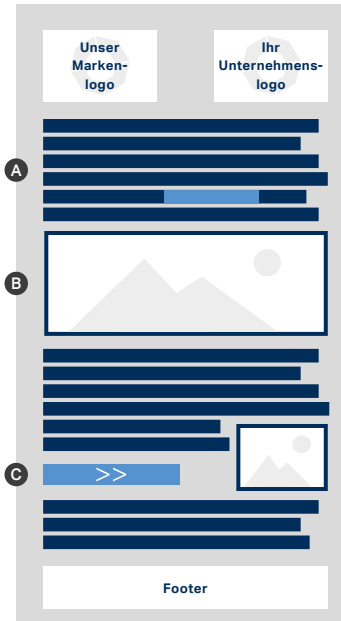 Unser
Marken-
logo
Ihr
Unternehmens-
logo
A
B
C
>>
Footer